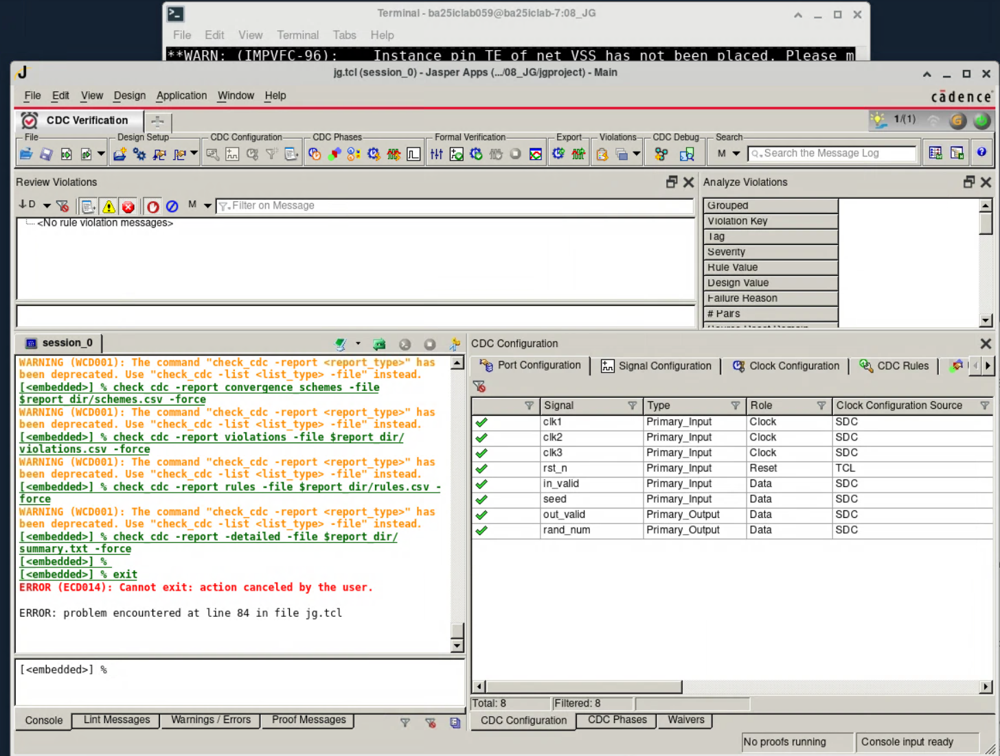 Terminal - ba25iclab059@ba25iclab-7:08_JG
File Edit View Terminal Tabs Help
**WARN: (IMPVFC-96): Instance pin TE of net VSS has not been placed. Please m
jg.tcl (session_0) - Jasper Apps (.../08_JG/jgproject) - Main
File Edit View Design Application Window Help
cādence
CDC Verification
1/(1)
File Design Setup CDC Configuration CDC Phases Formal Verification Export Violations CDC Debug Search
M Search the Message Log
Review Violations
D M Filter on Message
<No rule violation messages>
Analyze Violations
Grouped
Violation Key
Tag
Severity
Rule Value
Design Value
Failure Reason
# Pairs
session_0
WARNING (WCD001): The command "check_cdc -report <report_type>" has
been deprecated. Use "check_cdc -list <list_type> -file" instead.
[<embedded>] % check_cdc -report convergence_schemes -file
$report_dir/schemes.csv -force
WARNING (WCD001): The command "check_cdc -report <report_type>" has
been deprecated. Use "check_cdc -list <list_type> -file" instead.
[<embedded>] % check_cdc -report violations -file $report_dir/
violations.csv -force
WARNING (WCD001): The command "check_cdc -report <report_type>" has
been deprecated. Use "check_cdc -list <list_type> -file" instead.
[<embedded>] % check_cdc -report rules -file $report_dir/rules.csv -
force
WARNING (WCD001): The command "check_cdc -report <report_type>" has
been deprecated. Use "check_cdc -list <list_type> -file" instead.
[<embedded>] % check_cdc -report -detailed -file $report_dir/
summary.txt -force
[<embedded>] %
[<embedded>] % exit
ERROR (ECD014): Cannot exit: action canceled by the user.
ERROR: problem encountered at line 84 in file jg.tcl
[<embedded>] %
Console Lint Messages Warnings / Errors Proof Messages
CDC Configuration
Port Configuration Signal Configuration Clock Configuration CDC Rules
Signal Type Role Clock Configuration Source
clk1 Primary_Input Clock SDC
clk2 Primary_Input Clock SDC
clk3 Primary_Input Clock SDC
rst_n Primary_Input Reset TCL
in_valid Primary_Input Data SDC
seed Primary_Input Data SDC
out_valid Primary_Output Data SDC
rand_num Primary_Output Data SDC
Total: 8 Filtered: 8
CDC Configuration CDC Phases Waivers
No proofs running Console input ready